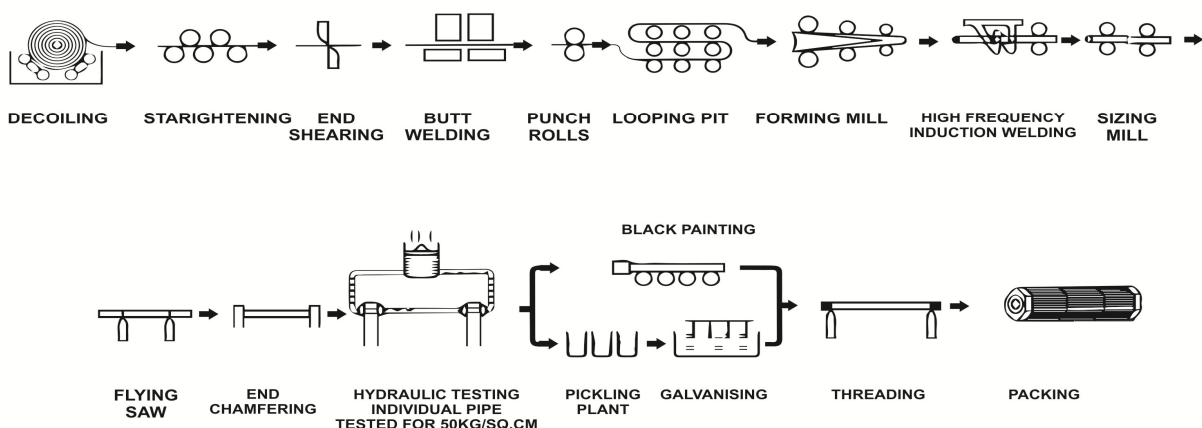 DECOILING
STARIGHTENING
END
SHEARING
BUTT
WELDING
PUNCH
ROLLS
LOOPING PIT
FORMING MILL
HIGH FREQUENCY
INDUCTION WELDING
SIZING
MILL
BLACK PAINTING
FLYING
SAW
END
CHAMFERING
HYDRAULIC TESTING
INDIVIDUAL PIPE
TESTED FOR 50KG/SQ.CM
PICKLING
PLANT
GALVANISING
THREADING
PACKING